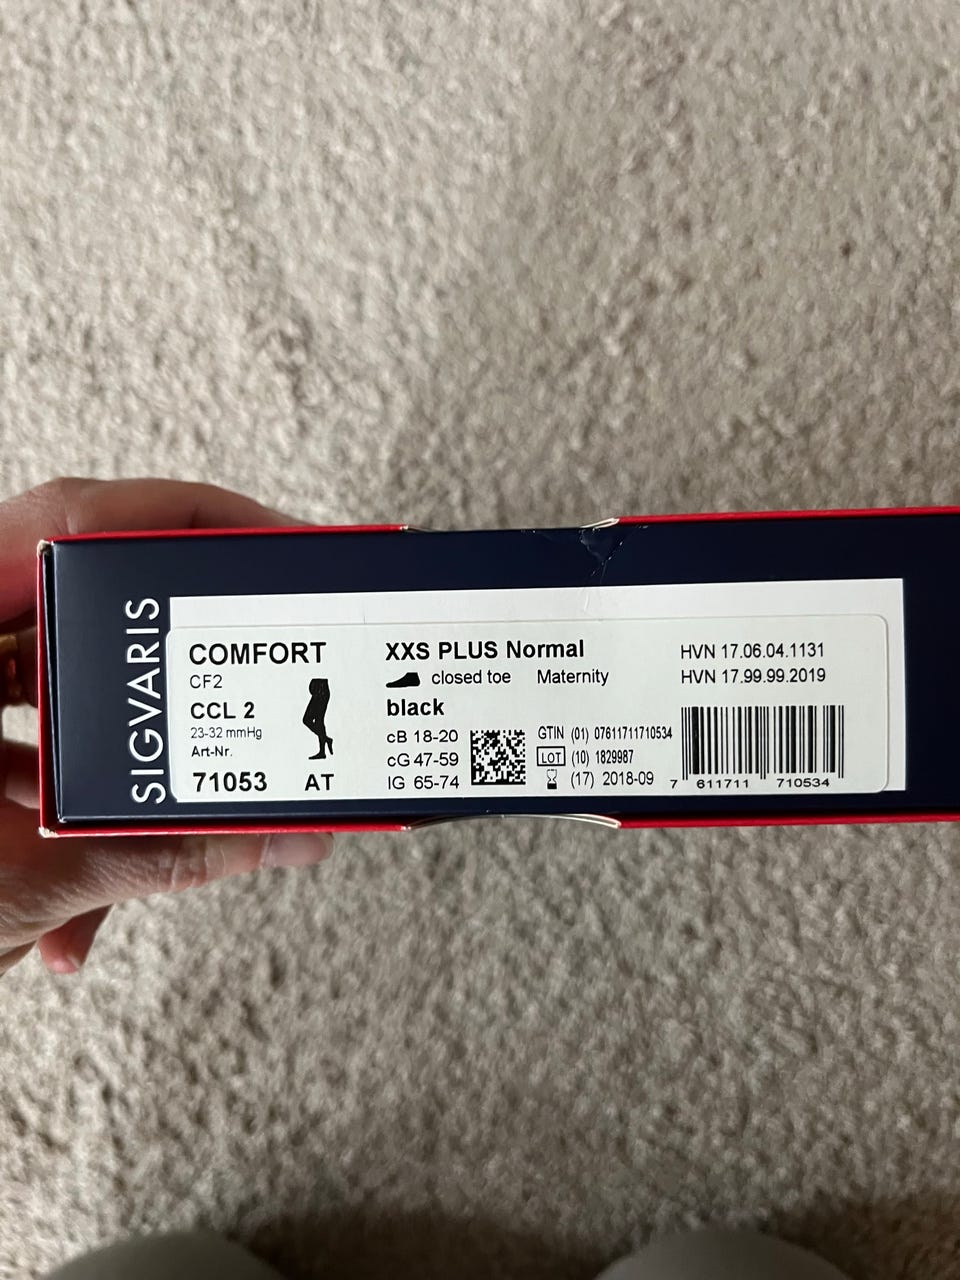 SIGVARIS
COMFORT
CF2
CCL 2
23-32 mmHg
Art-Nr.
71053 AT
XXS PLUS Normal
closed toe Maternity
black
cB 18-20
cG 47-59
lG 65-74
GTIN (01) 07611711710534
LOT (10) 1829987
(17) 2018-09
HVN 17.06.04.1131
HVN 17.99.99.2019
7 611711 710534